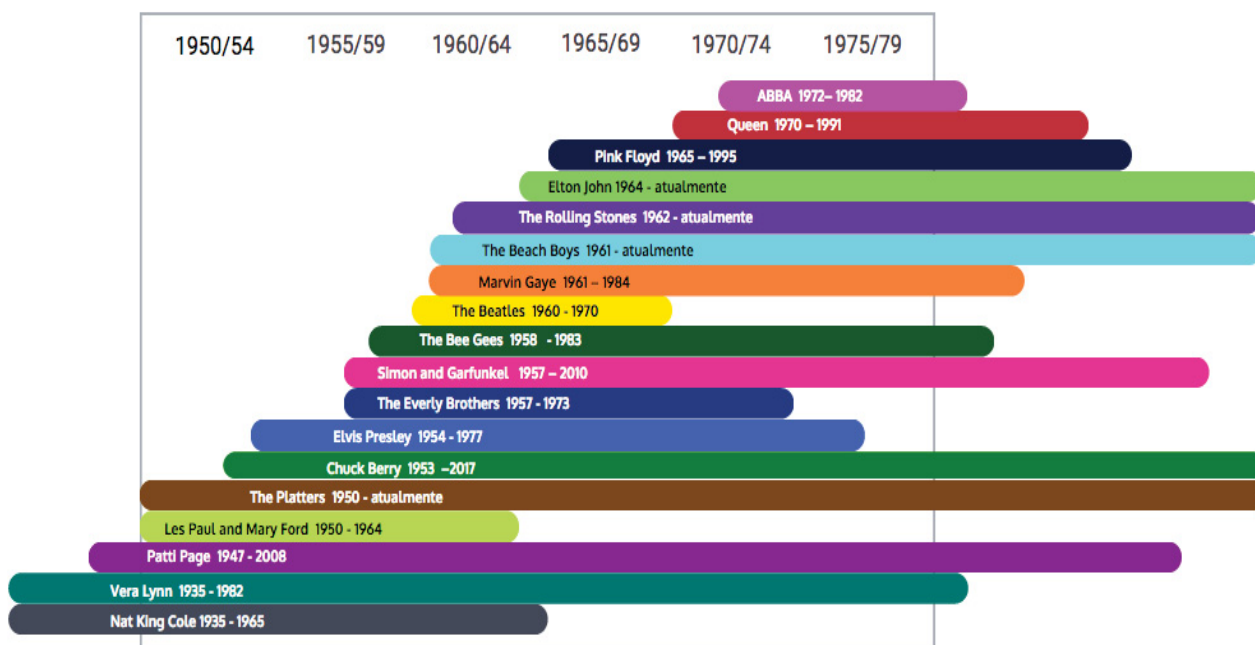 1950/54 1955/59 1960/64 1965/69 1970/74 1975/79
ABBA 1972– 1982
Queen 1970 – 1991
Pink Floyd 1965 – 1995
Elton John 1964 - atualmente
The Rolling Stones 1962 - atualmente
The Beach Boys 1961 - atualmente
Marvin Gaye 1961 – 1984
The Beatles 1960 - 1970
The Bee Gees 1958 - 1983
Simon and Garfunkel 1957 – 2010
The Everly Brothers 1957 - 1973
Elvis Presley 1954 - 1977
Chuck Berry 1953 –2017
The Platters 1950 - atualmente
Les Paul and Mary Ford 1950 - 1964
Patti Page 1947 - 2008
Vera Lynn 1935 - 1982
Nat King Cole 1935 - 1965